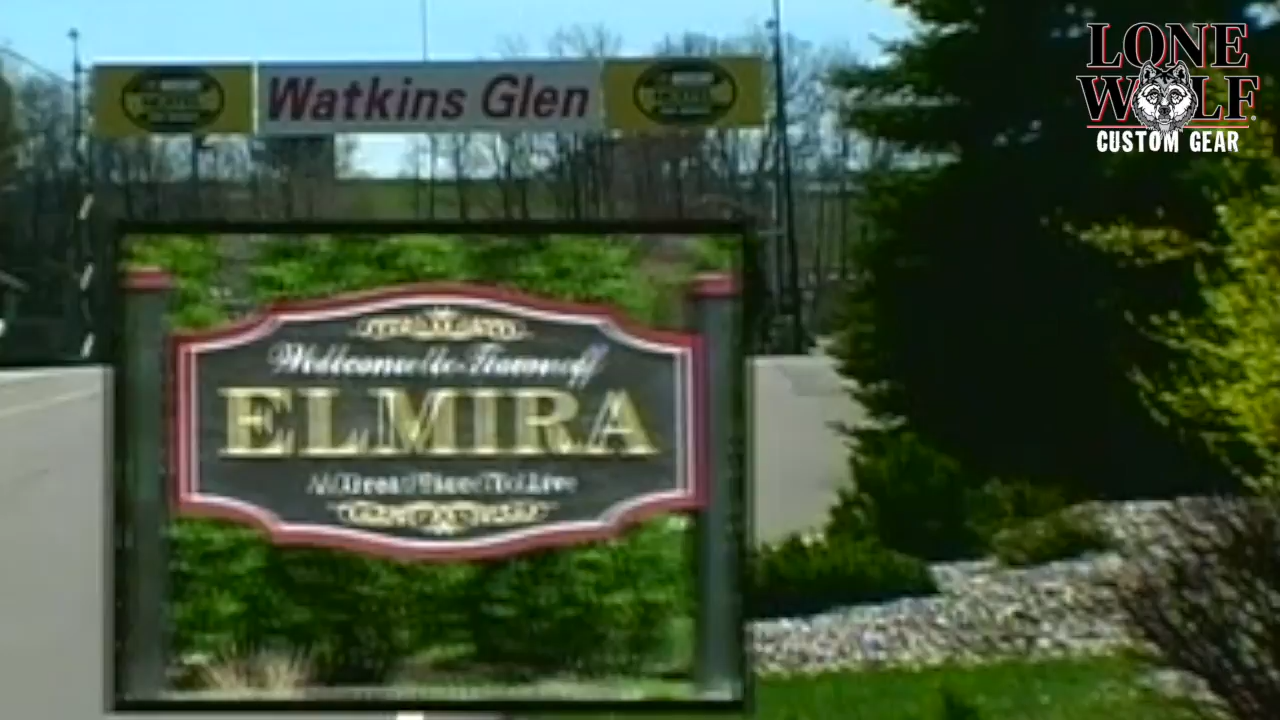 Watkins Glen
LONE
WOLF
CUSTOM GEAR
Welcome to Town of
ELMIRA
A Great Place To Live